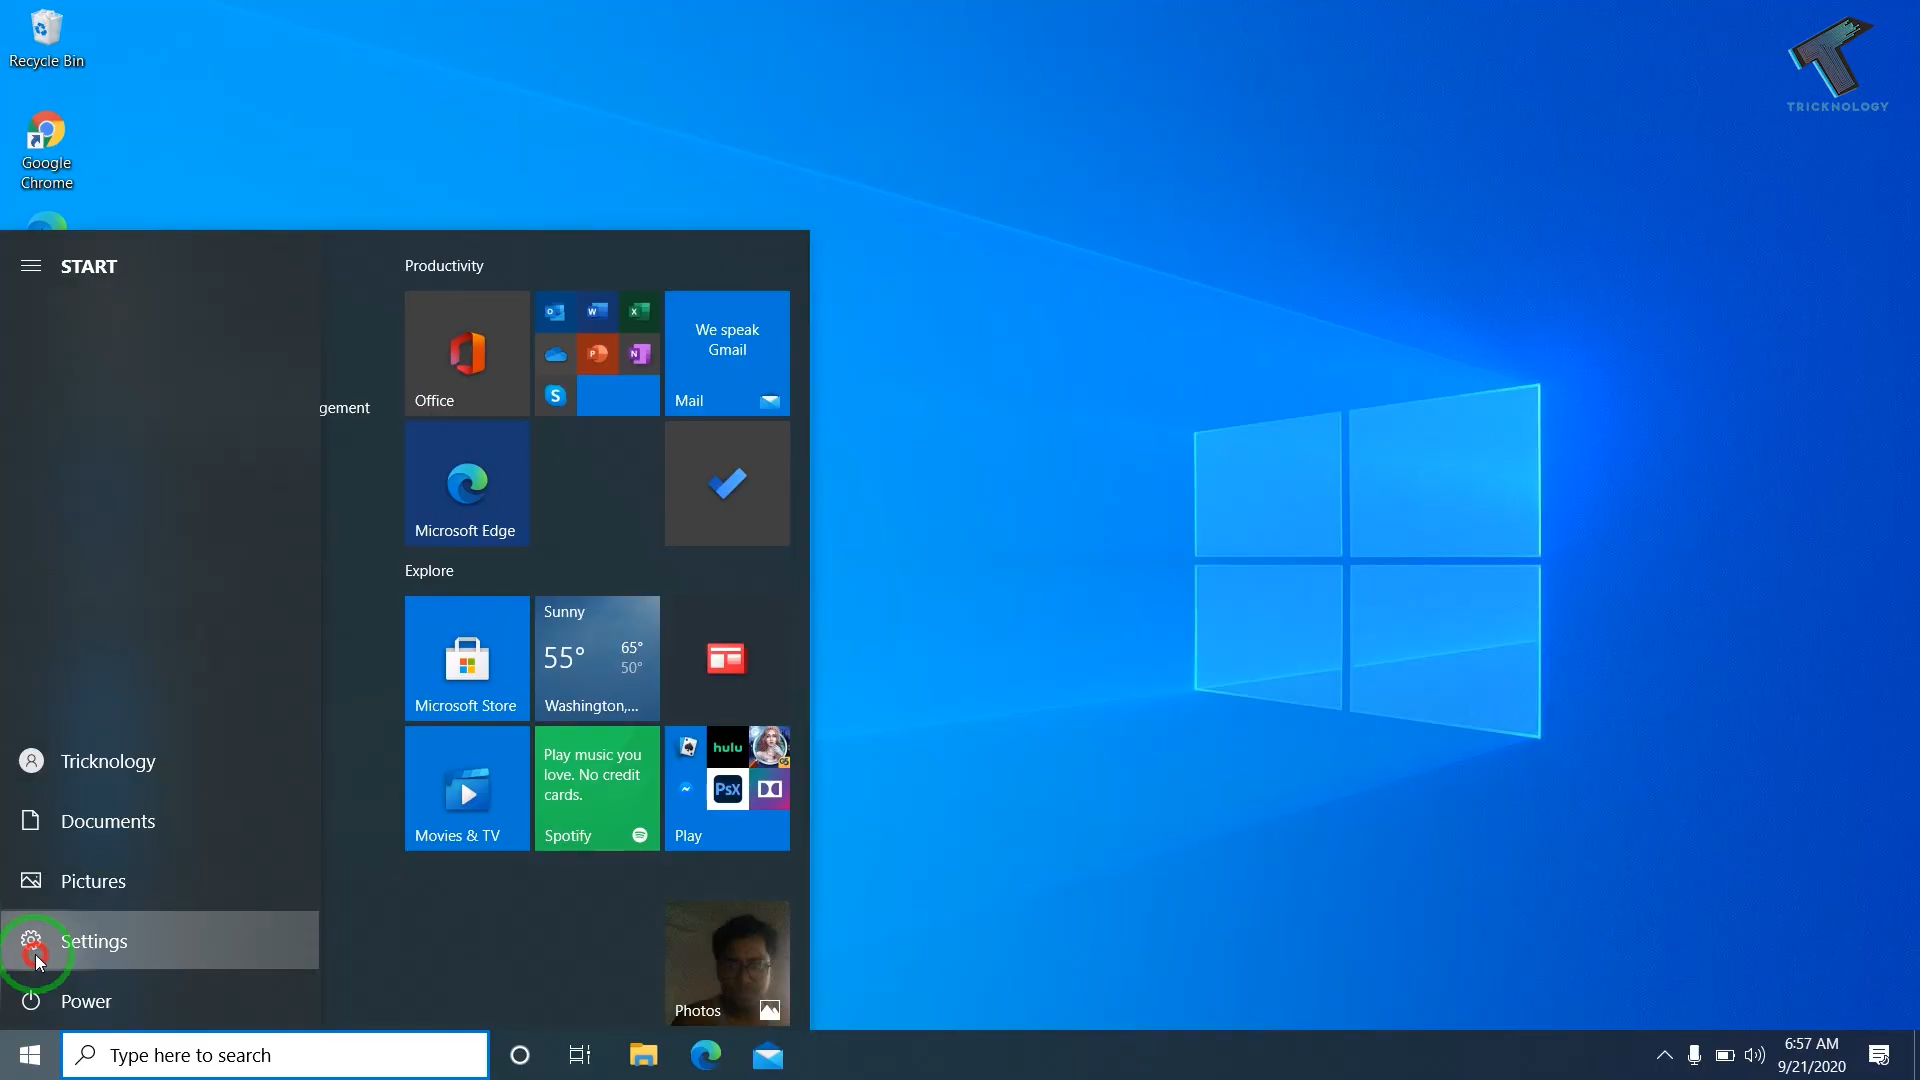 Recycle Bin
Google
Chrome
TRICKNOLOGY
START
gement
Tricknology
Documents
Pictures
Settings
Power
Productivity
Office
We speak
Gmail
Mail
Microsoft Edge
Explore
Microsoft Store
Sunny
55°
65°
50°
Washington,...
Movies & TV
Play music you
love. No credit
cards.
Spotify
hulu
PsX
Play
Photos
Type here to search
6:57 AM
9/21/2020